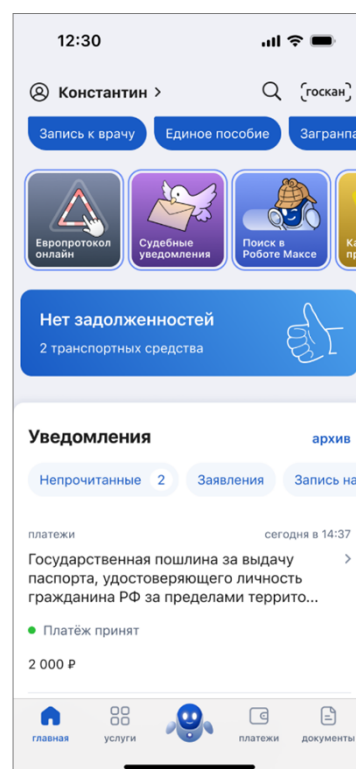 12:30
Константин >
госкан
Запись к врачу
Единое пособие
Загранпа
Европротокол
онлайн
Судебные
уведомления
Поиск в
Роботе Максе
Ка
пр
Нет задолженностей
2 транспортных средства
Уведомления
архив
Непрочитанные 2
Заявления
Запись на
платежи
сегодня в 14:37
Государственная пошлина за выдачу
паспорта, удостоверяющего личность
гражданина РФ за пределами террито...
Платёж принят
2 000 ₽
главная
услуги
платежи
документы